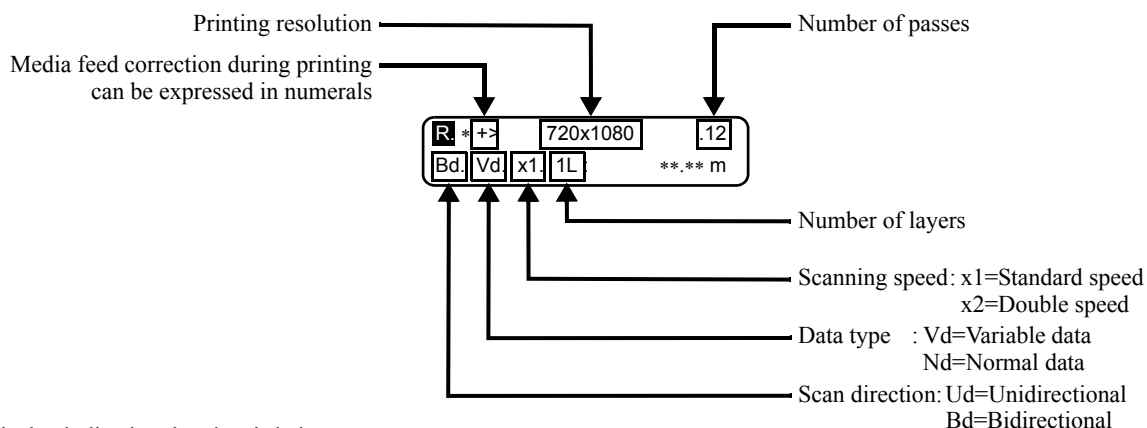 Printing resolution
Number of passes
Media feed correction during printing
can be expressed in numerals
R. * +> 720x1080 .12
Bd. Vd. x1. 1L : **.** m
Number of layers
Scanning speed: x1=Standard speed
x2=Double speed
Data type : Vd=Variable data
Nd=Normal data
Scan direction: Ud=Unidirectional
Bd=Bidirectional